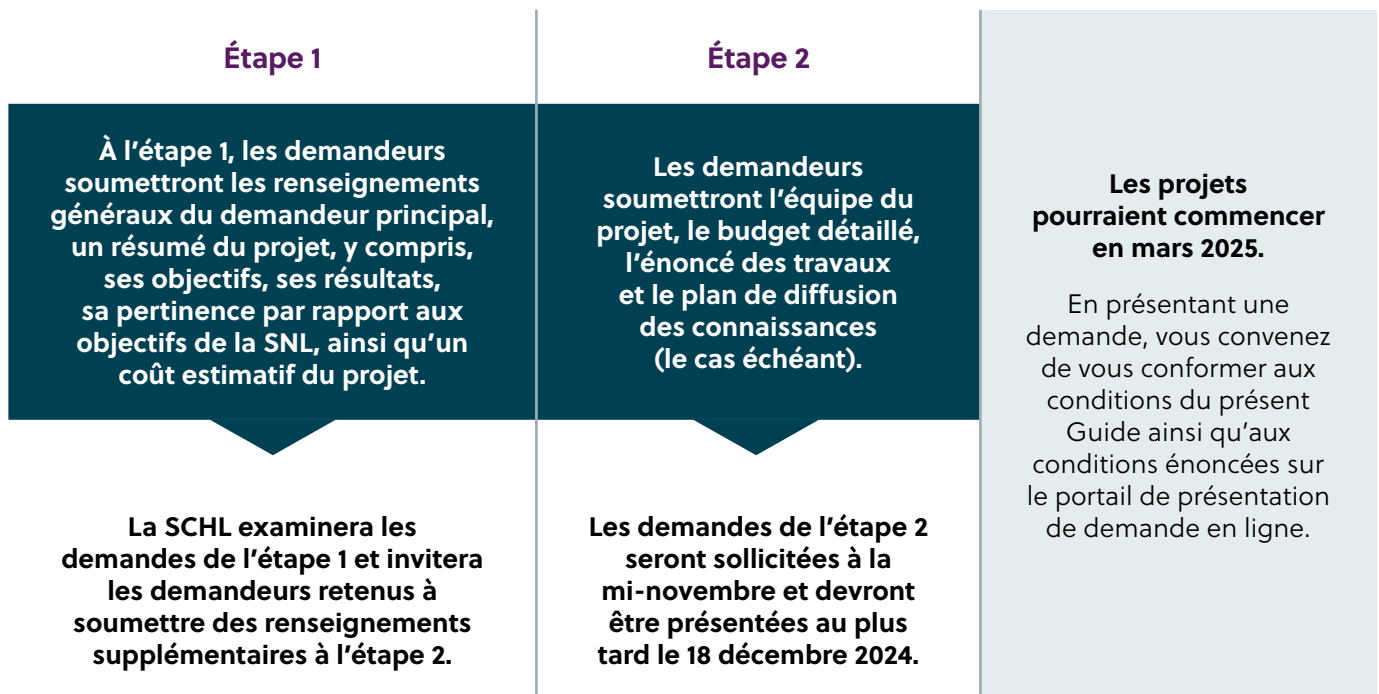 Étape 1
À l'étape 1, les demandeurs
soumettront les renseignements
généraux du demandeur principal,
un résumé du projet, y compris,
ses objectifs, ses résultats,
sa pertinence par rapport aux
objectifs de la SNL, ainsi qu'un
coût estimatif du projet.
La SCHL examinera les
demandes de l'étape 1 et invitera
les demandeurs retenus à
soumettre des renseignements
supplémentaires à l'étape 2.
Étape 2
Les demandeurs
soumettront l'équipe du
projet, le budget détaillé,
l'énoncé des travaux
et le plan de diffusion
des connaissances
(le cas échéant).
Les demandes de l'étape 2
seront sollicitées à la
mi-novembre et devront
être présentées au plus
tard le 18 décembre 2024.
Les projets
pourraient commencer
en mars 2025.
En présentant une
demande, vous convenez
de vous conformer aux
conditions du présent
Guide ainsi qu'aux
conditions énoncées sur
le portail de présentation
de demande en ligne.